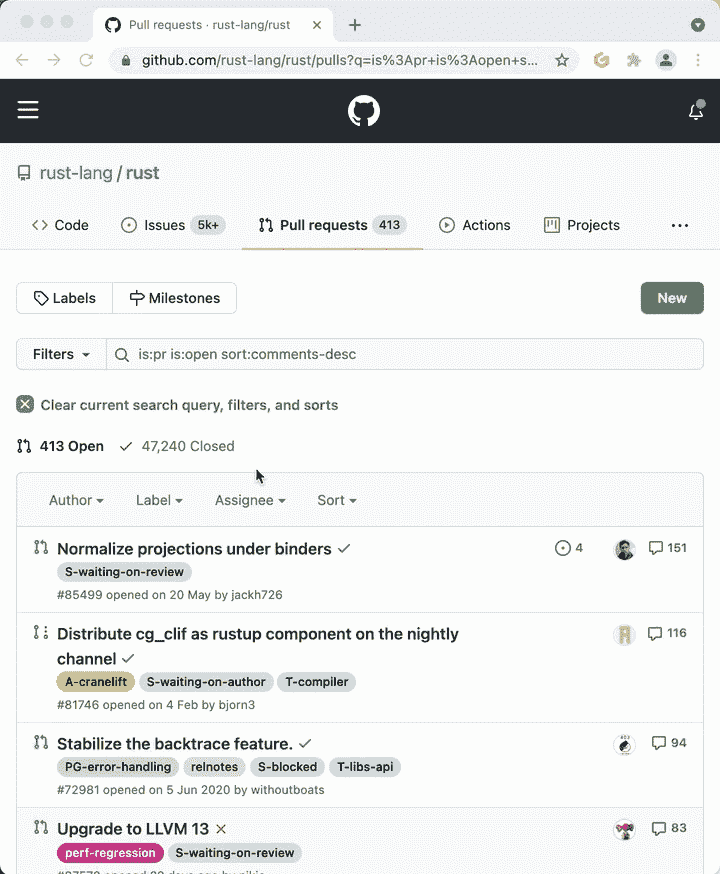 Pull requests · rust-lang/rust
github.com/rust-lang/rust/pulls?q=is%3Apr+is%3Aopen+s...
rust-lang / rust
Code Issues 5k+ Pull requests 413 Actions Projects
Labels Milestones New
Filters is:pr is:open sort:comments-desc
Clear current search query, filters, and sorts
413 Open 47,240 Closed
Author Label Assignee Sort
Normalize projections under binders 4 151
S-waiting-on-review
#85499 opened on 20 May by jackh726
Distribute cg_clif as rustup component on the nightly 116
channel
A-cranelift S-waiting-on-author T-compiler
#81746 opened on 4 Feb by bjorn3
Stabilize the backtrace feature. 94
PG-error-handling relnotes S-blocked T-libs-api
#72981 opened on 5 Jun 2020 by withoutboats
Upgrade to LLVM 13 83
perf-regression S-waiting-on-review